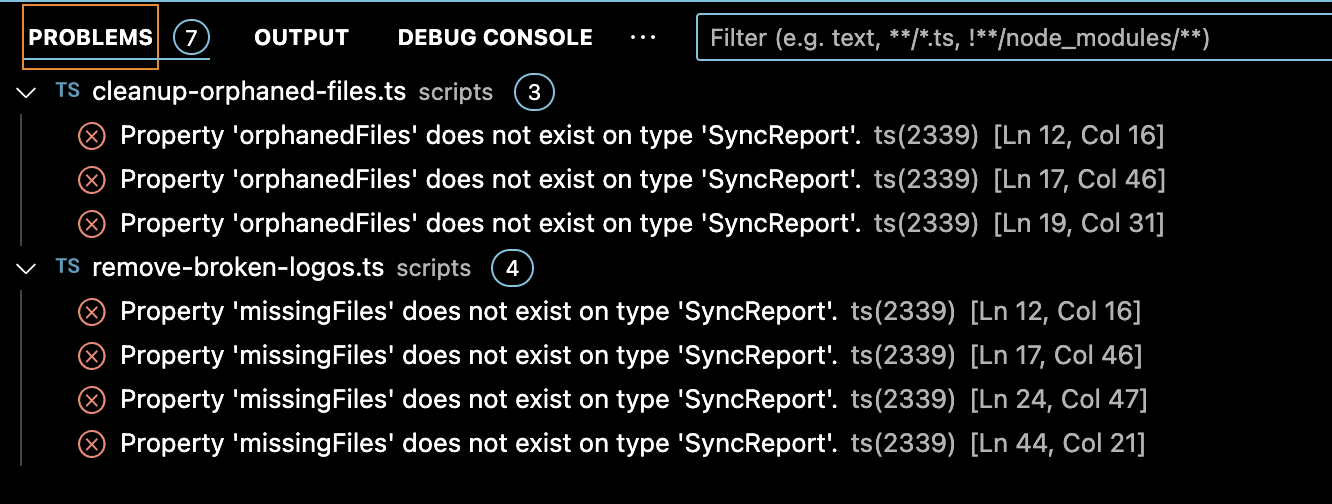 PROBLEMS 7 OUTPUT DEBUG CONSOLE ··· Filter (e.g. text, **/*.ts, !**/node_modules/**)
TS cleanup-orphaned-files.ts scripts 3
Property 'orphanedFiles' does not exist on type 'SyncReport'. ts(2339) [Ln 12, Col 16]
Property 'orphanedFiles' does not exist on type 'SyncReport'. ts(2339) [Ln 17, Col 46]
Property 'orphanedFiles' does not exist on type 'SyncReport'. ts(2339) [Ln 19, Col 31]
TS remove-broken-logos.ts scripts 4
Property 'missingFiles' does not exist on type 'SyncReport'. ts(2339) [Ln 12, Col 16]
Property 'missingFiles' does not exist on type 'SyncReport'. ts(2339) [Ln 17, Col 46]
Property 'missingFiles' does not exist on type 'SyncReport'. ts(2339) [Ln 24, Col 47]
Property 'missingFiles' does not exist on type 'SyncReport'. ts(2339) [Ln 44, Col 21]